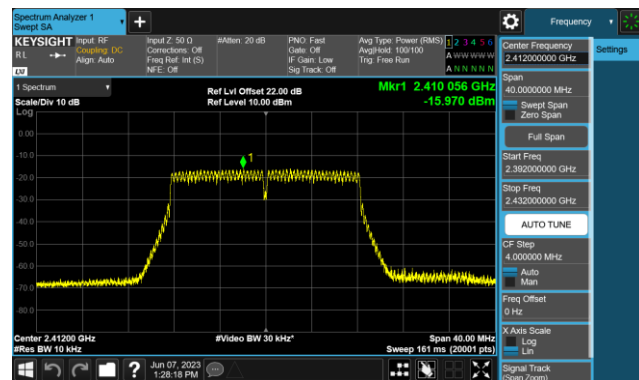 Spectrum Analyzer 1
Swept SA
Frequency
KEYSIGHT
Input: RF
Input Z: 50 Ω
#Atten: 20 dB
PNO: Fast
Avg Type: Power (RMS)
1 2 3 4 5 6
R L
Coupling: DC
Corrections: Off
Gate: Off
Avg|Hold: 100/100
A W W W W W
Align: Auto
Freq Ref: Int (S)
IF Gain: Low
Trig: Free Run
NFE: Off
Sig Track: Off
A N N N N N
LXI
1 Spectrum
Ref Lvl Offset 22.00 dB
Mkr1 2.410 056 GHz
Scale/Div 10 dB
Ref Level 10.00 dBm
-15.970 dBm
Log
0.00
-10.0
-20.0
-30.0
-40.0
-50.0
-60.0
-70.0
-80.0
1
Center 2.41200 GHz
#Video BW 30 kHz*
Span 40.00 MHz
#Res BW 10 kHz
Sweep 161 ms (20001 pts)
Jun 07, 2023
1:28:18 PM
?
Center Frequency
2.412000000 GHz
Settings
Span
40.0000000 MHz
Swept Span
Zero Span
Full Span
Start Freq
2.392000000 GHz
Stop Freq
2.432000000 GHz
AUTO TUNE
CF Step
4.000000 MHz
Auto
Man
Freq Offset
0 Hz
X Axis Scale
Log
Lin
Signal Track
(Span Zoom)